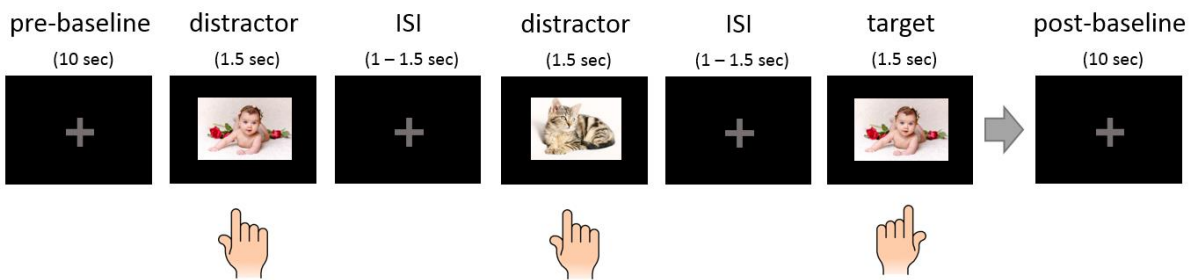 pre-baseline distractor ISI distractor ISI target post-baseline
(10 sec) (1.5 sec) (1 – 1.5 sec) (1.5 sec) (1 – 1.5 sec) (1.5 sec) (10 sec)